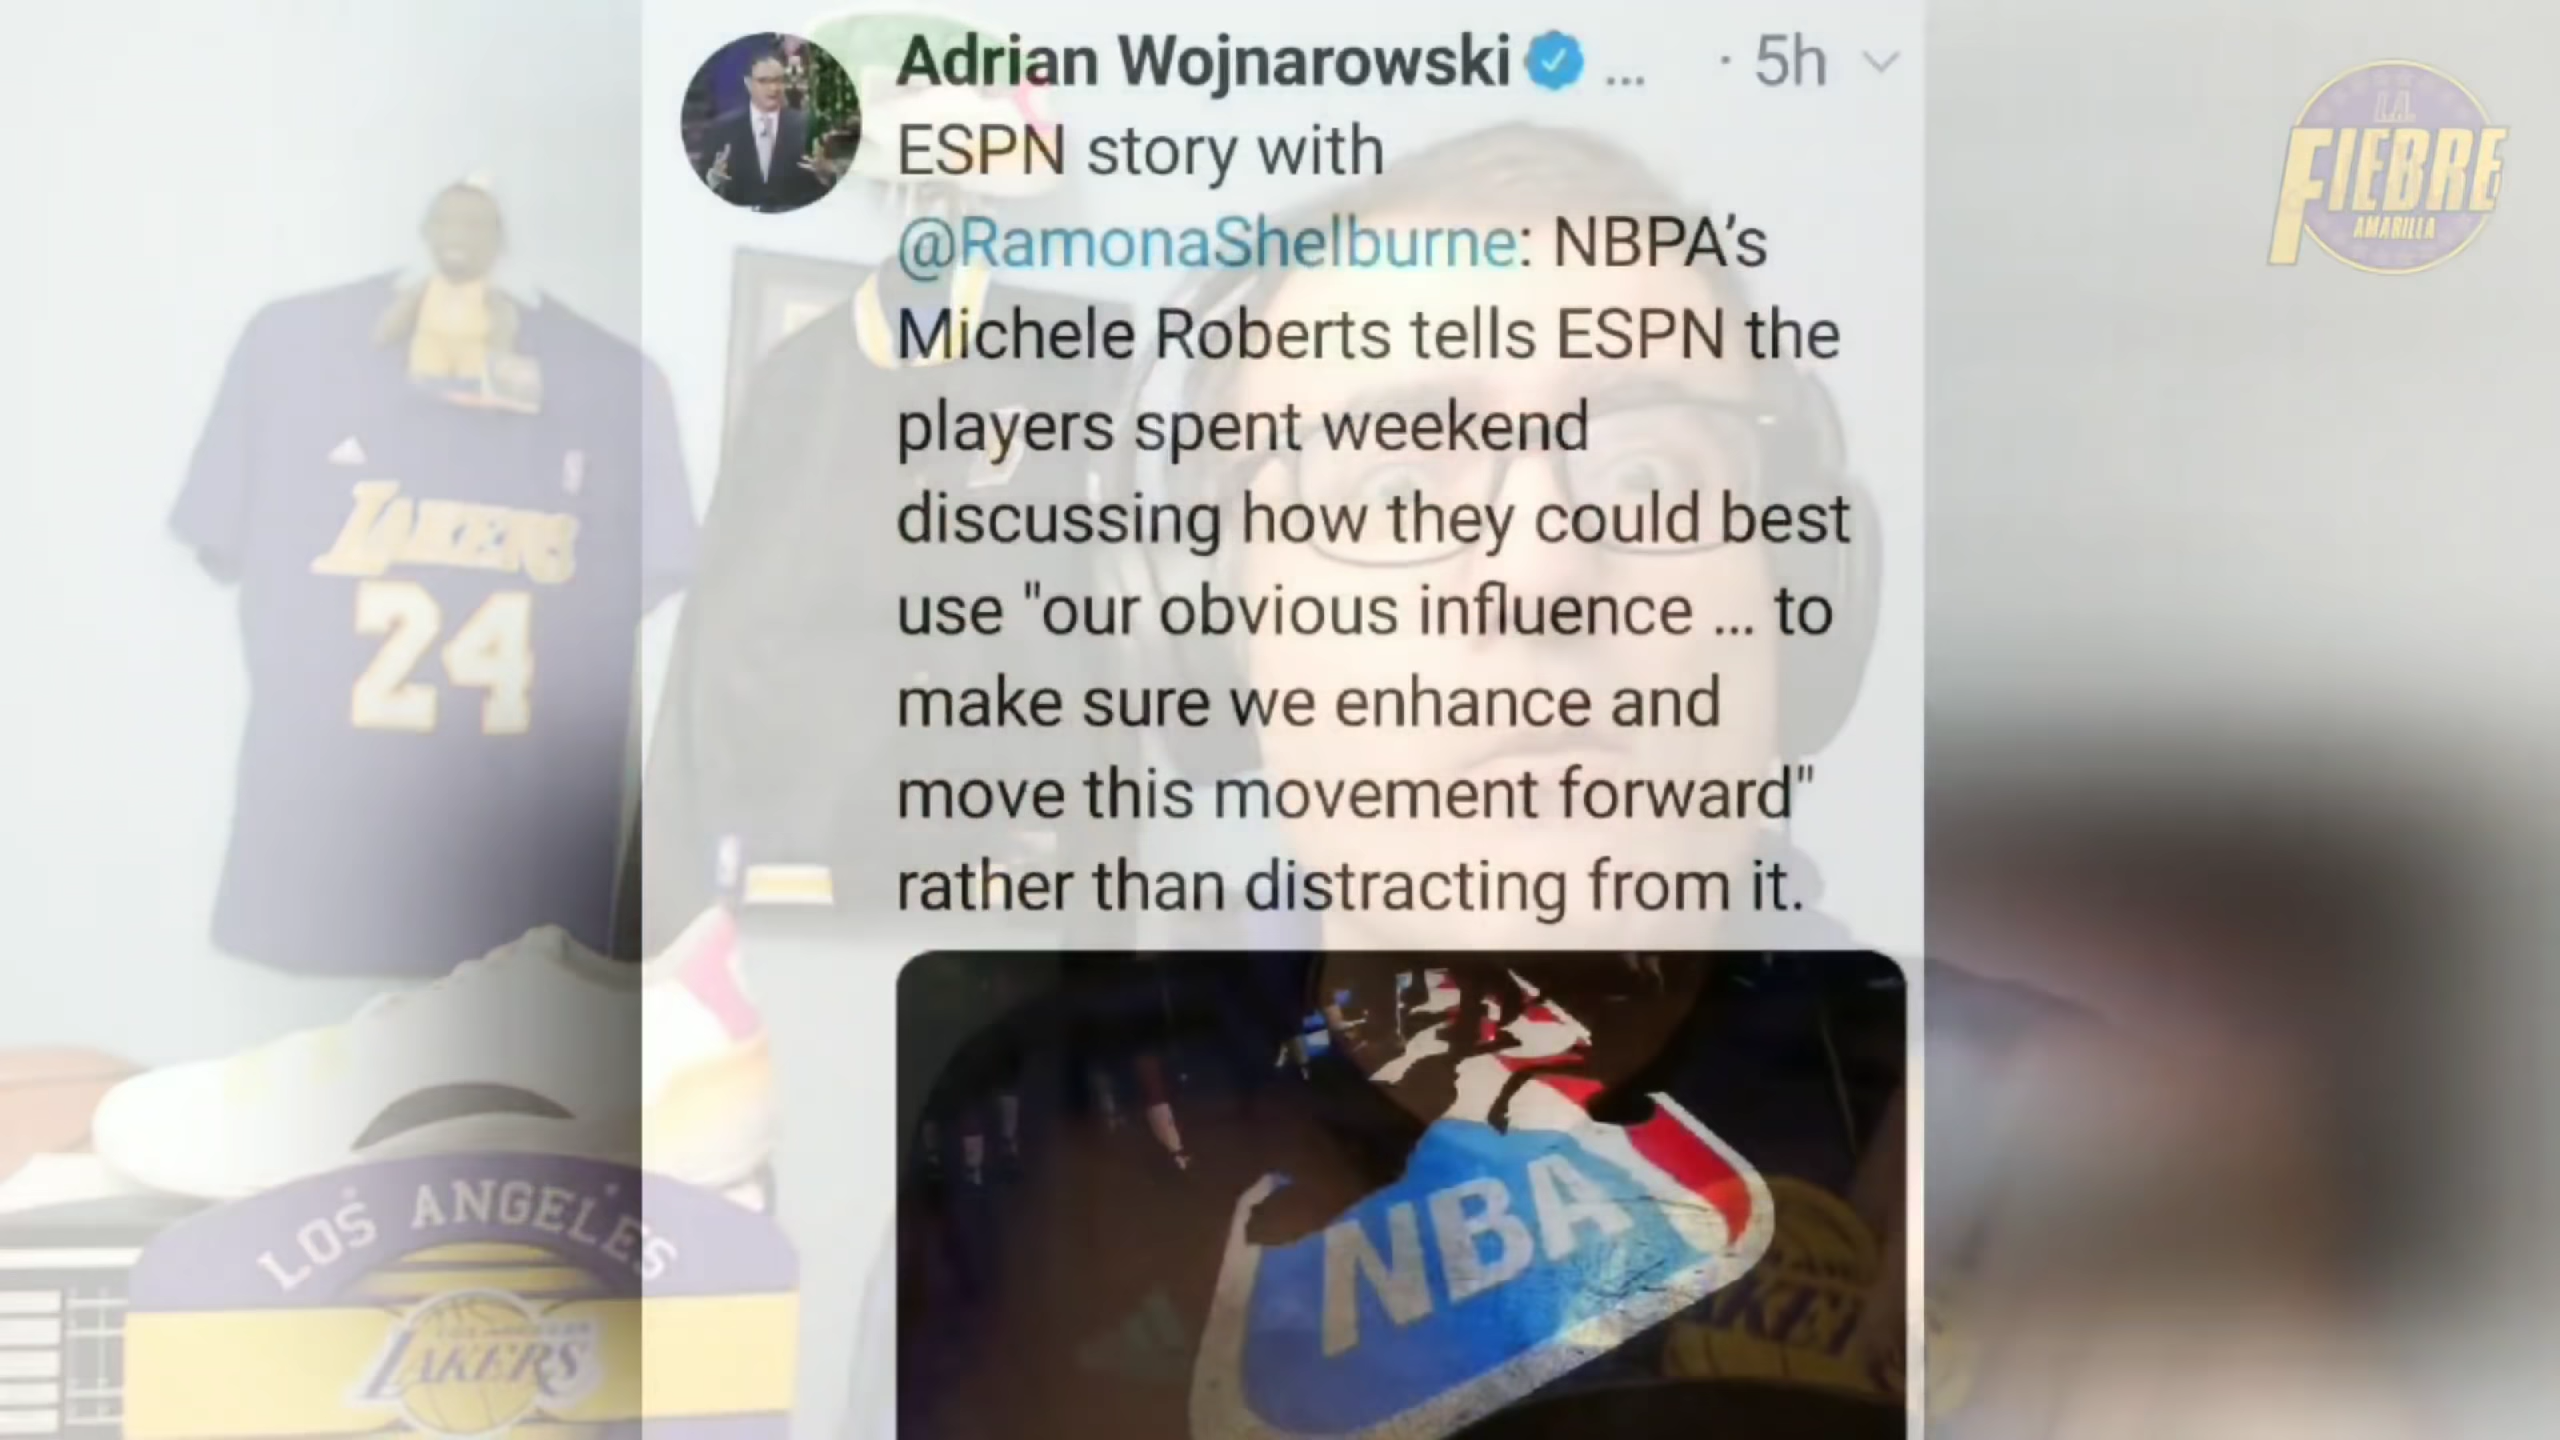 Adrian Wojnarowski ... · 5h
ESPN story with
@RamonaShelburne: NBPA’s
Michele Roberts tells ESPN the
players spent weekend
discussing how they could best
use "our obvious influence ... to
make sure we enhance and
move this movement forward"
rather than distracting from it.
L.A.
FIEBRE
AMARILLA
LAKERS
24
NBA
LOS ANGELES
LAKERS